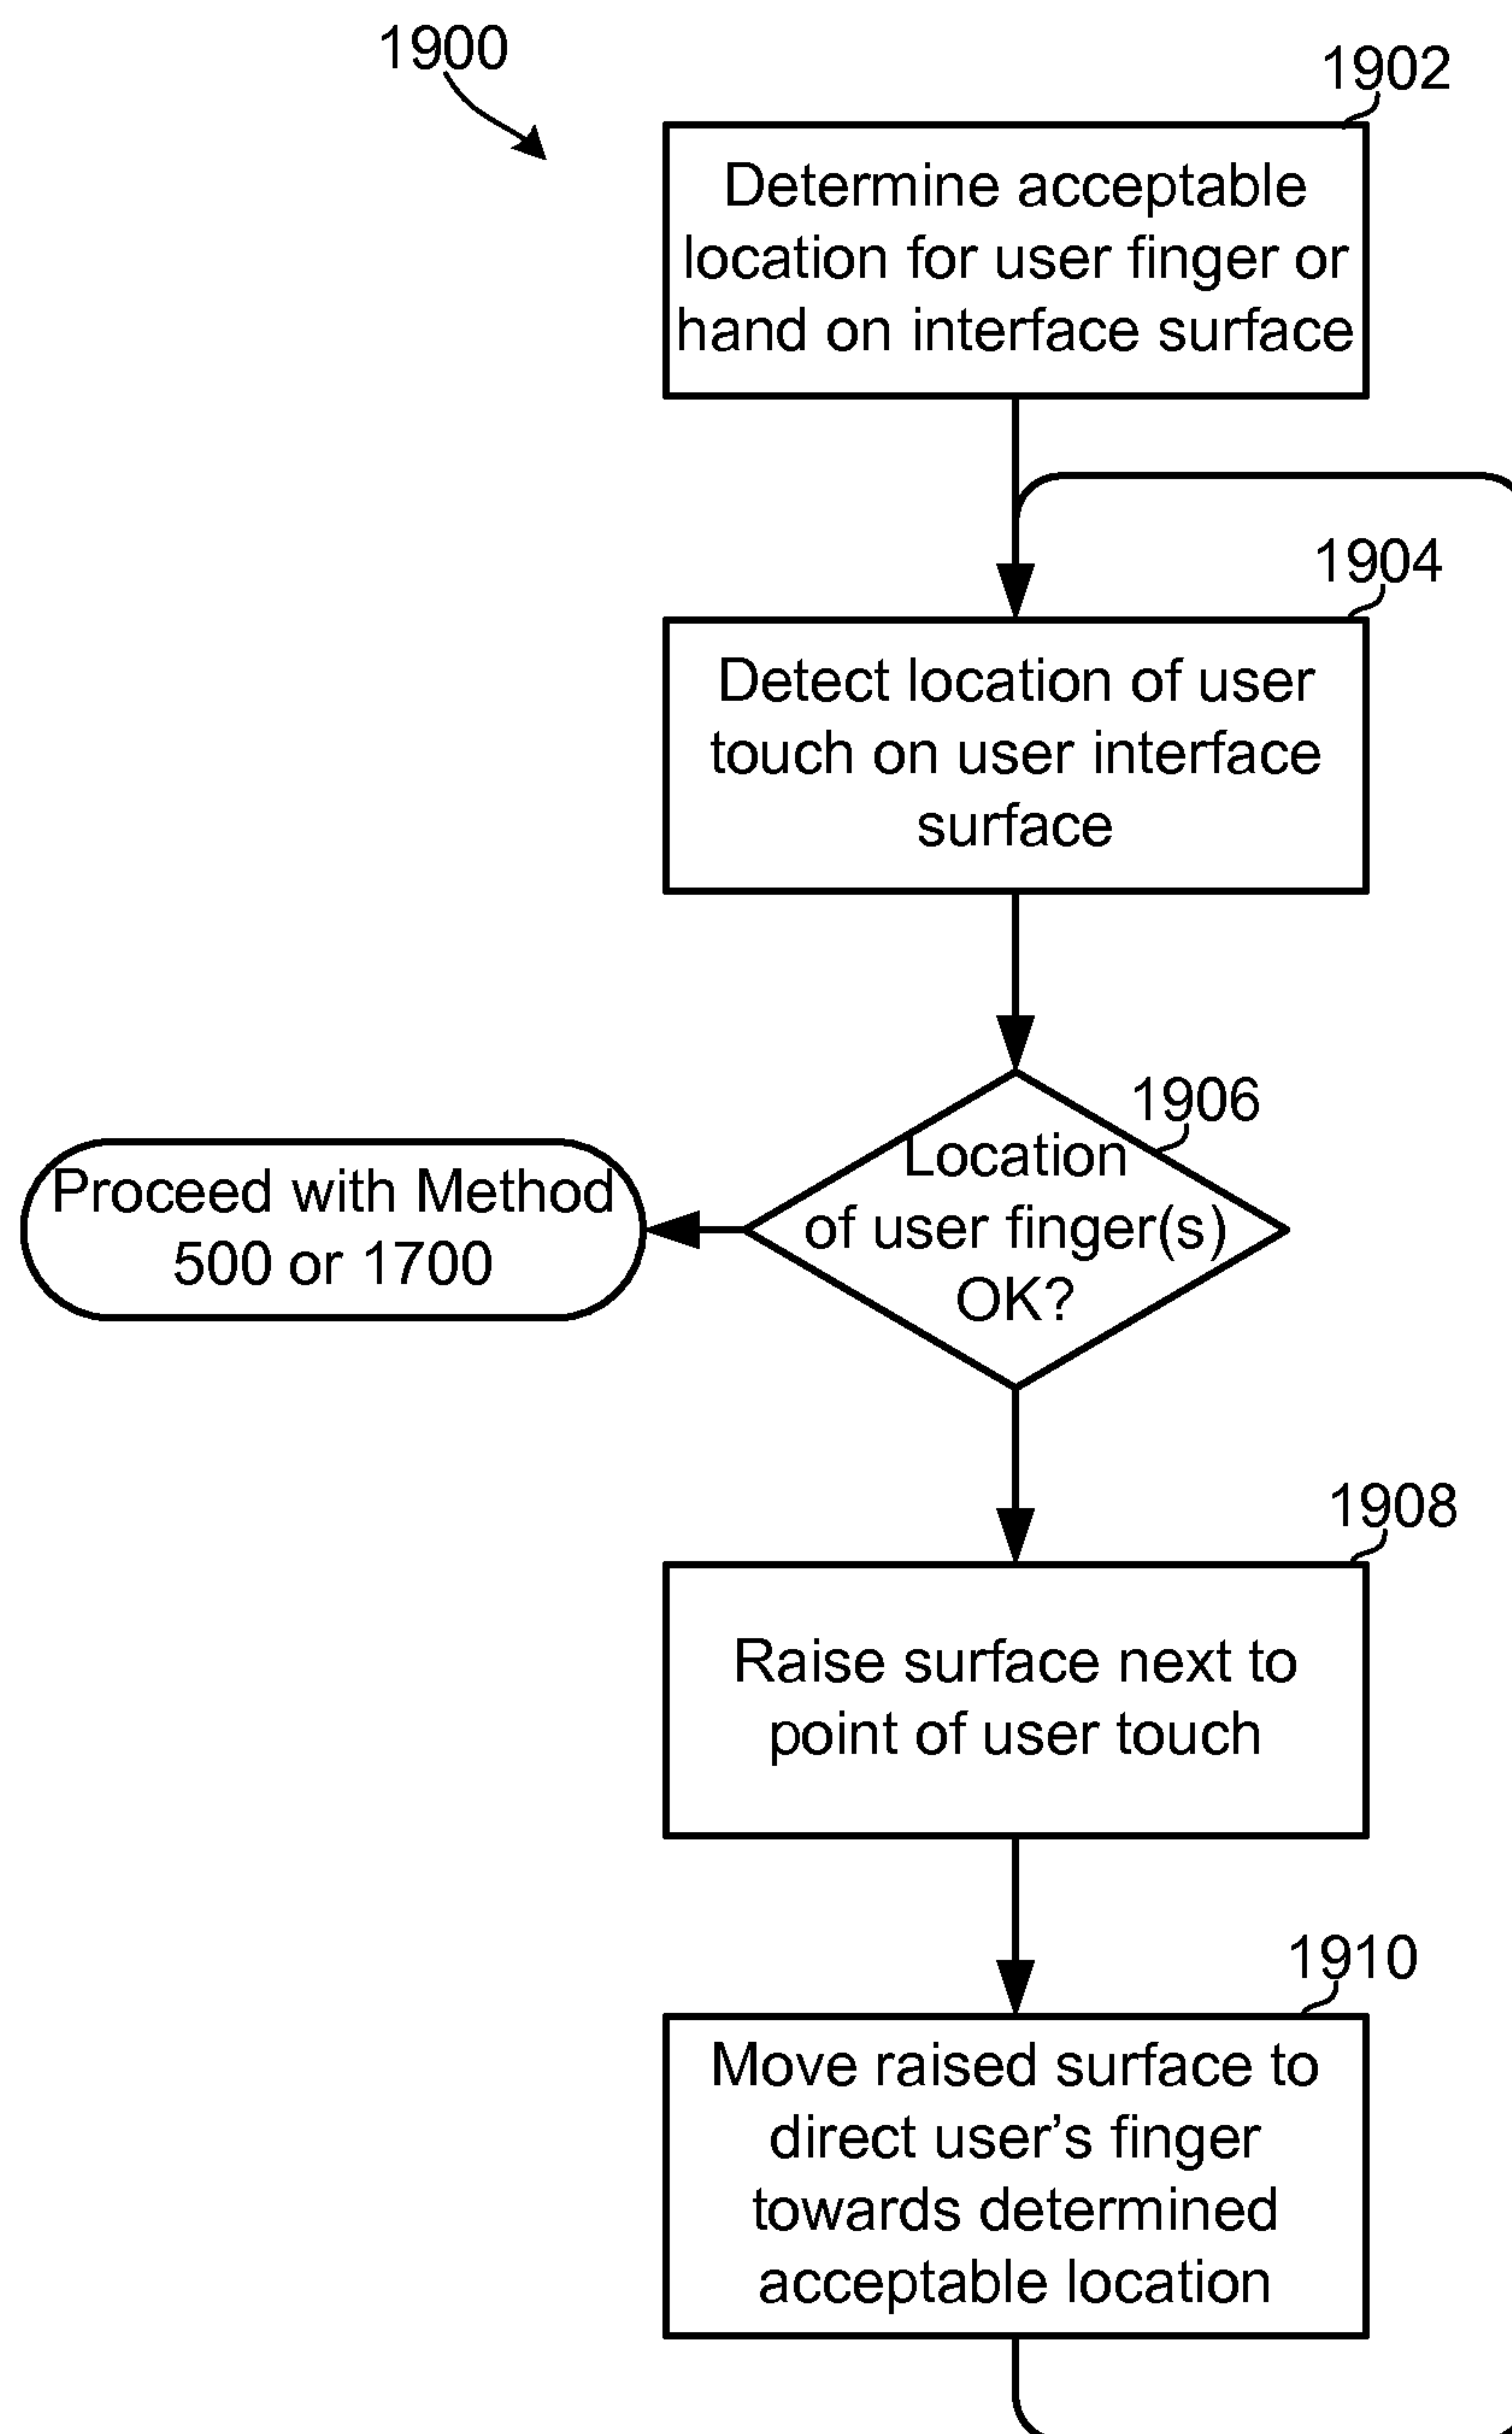 1900
1902
Determine acceptable
location for user finger or
hand on interface surface
1904
Detect location of user
touch on user interface
surface
1906
Location
of user finger(s)
OK?
Proceed with Method
500 or 1700
1908
Raise surface next to
point of user touch
1910
Move raised surface to
direct user’s finger
towards determined
acceptable location